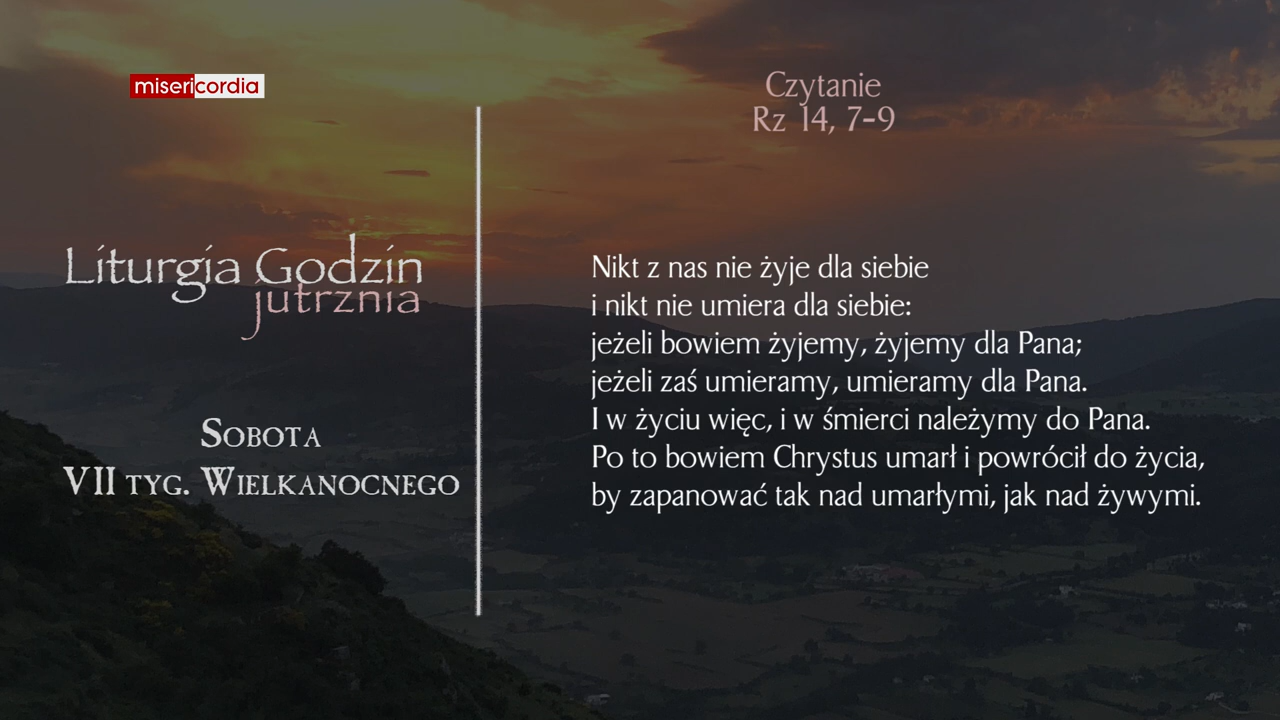 misericordia
Liturgia Godzin
jutrznia
Sobota
VII tyg. Wielkanocnego
Czytanie
Rz 14, 7-9
Nikt z nas nie żyje dla siebie
i nikt nie umiera dla siebie:
jeżeli bowiem żyjemy, żyjemy dla Pana;
jeżeli zaś umieramy, umieramy dla Pana.
I w życiu więc, i w śmierci należymy do Pana.
Po to bowiem Chrystus umarł i powrócił do życia,
by zapanować tak nad umarłymi, jak nad żywymi.